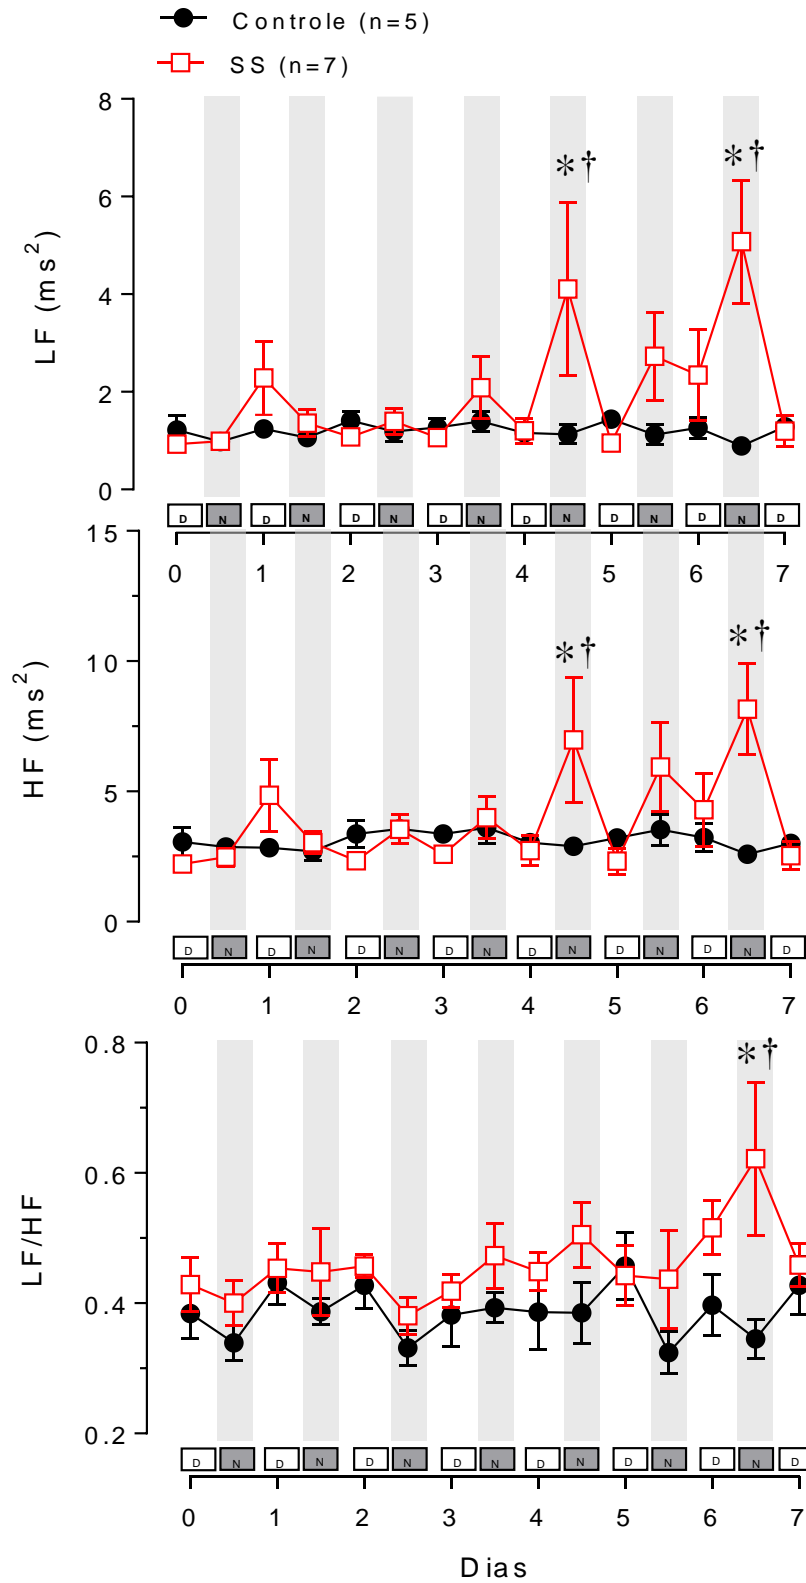 Controle (n=5)
SS (n=7)
8
6
4
2
0
LF (ms²)
*† *†
D N D N D N D N D N D N D N D
0 1 2 3 4 5 6 7
15
10
5
0
HF (ms²)
*† *†
D N D N D N D N D N D N D N D
0 1 2 3 4 5 6 7
0.8
0.6
0.4
0.2
LF/HF
*†
D N D N D N D N D N D N D N D
0 1 2 3 4 5 6 7
Dias